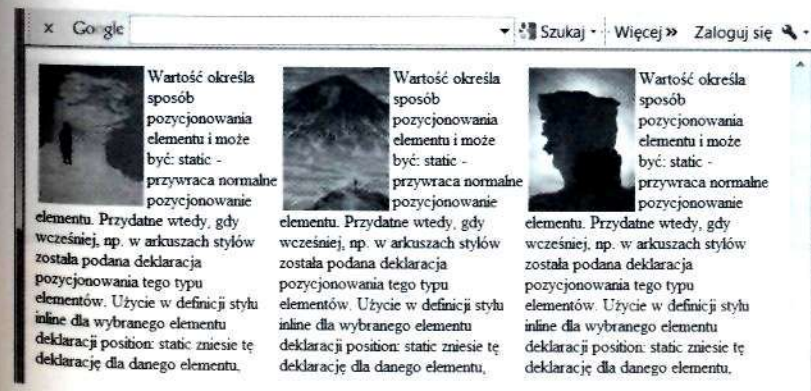 x Google Szukaj Więcej » Zaloguj się
Wartość określa
sposób
pozycjonowania
elementu i może
być: static -
przywraca normalne
pozycjonowanie
elementu. Przydatne wtedy, gdy
wcześniej, np. w arkuszach stylów
została podana deklaracja
pozycjonowania tego typu
elementów. Użycie w definicji stylu
inline dla wybranego elementu
deklaracji position: static zniesie tę
deklarację dla danego elementu,
Wartość określa
sposób
pozycjonowania
elementu i może
być: static -
przywraca normalne
pozycjonowanie
elementu. Przydatne wtedy, gdy
wcześniej, np. w arkuszach stylów
została podana deklaracja
pozycjonowania tego typu
elementów. Użycie w definicji stylu
inline dla wybranego elementu
deklaracji position: static zniesie tę
deklarację dla danego elementu,
Wartość określa
sposób
pozycjonowania
elementu i może
być: static -
przywraca normalne
pozycjonowanie
elementu. Przydatne wtedy, gdy
wcześniej, np. w arkuszach stylów
została podana deklaracja
pozycjonowania tego typu
elementów. Użycie w definicji stylu
inline dla wybranego elementu
deklaracji position: static zniesie tę
deklarację dla danego elementu,